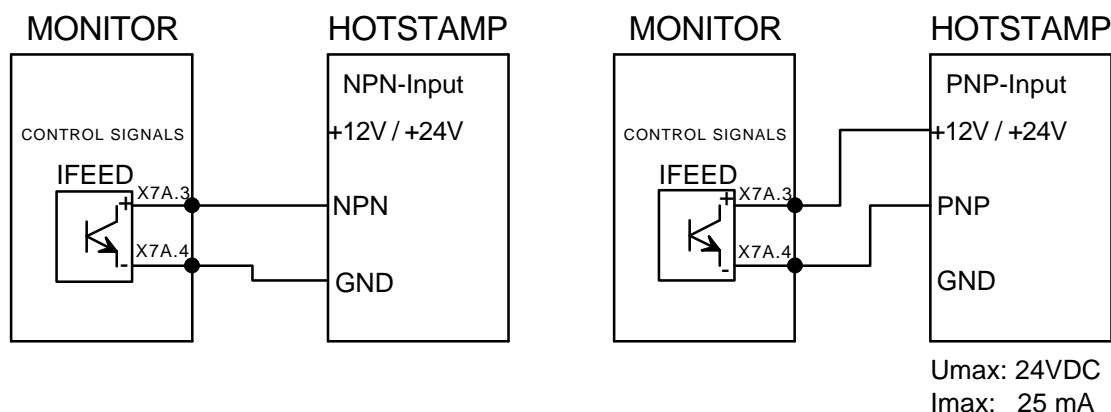 MONITOR
HOTSTAMP
NPN-Input
+12V / +24V
CONTROL SIGNALS
IFEED
X7A.3
+
NPN
X7A.4
-
GND
MONITOR
HOTSTAMP
PNP-Input
+12V / +24V
CONTROL SIGNALS
IFEED
X7A.3
+
PNP
X7A.4
-
GND
Umax: 24VDC
Imax: 25 mA